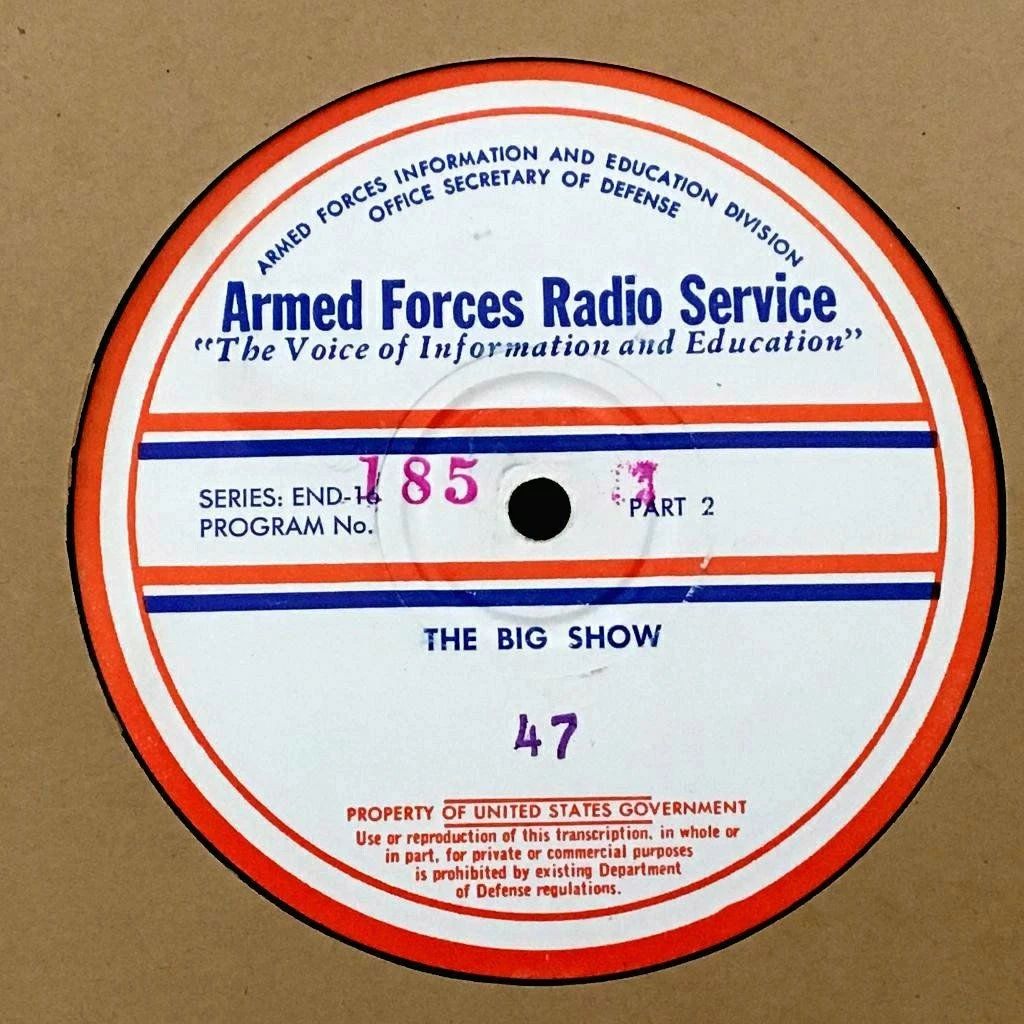 ARMED FORCES INFORMATION AND EDUCATION DIVISION
OFFICE SECRETARY OF DEFENSE
Armed Forces Radio Service
"The Voice of Information and Education"
185
SERIES: END-16
PART 2
PROGRAM No.
THE BIG SHOW
47
PROPERTY OF UNITED STATES GOVERNMENT
Use or reproduction of this transcription, in whole or
in part, for private or commercial purposes
is prohibited by existing Department
of Defense regulations.